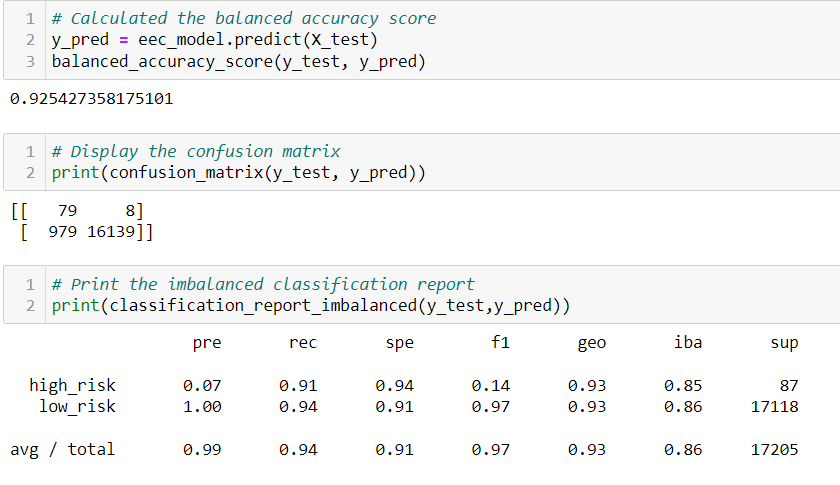 1 # Calculated the balanced accuracy score
2 y_pred = eec_model.predict(X_test)
3 balanced_accuracy_score(y_test, y_pred)
0.925427358175101
1 # Display the confusion matrix
2 print(confusion_matrix(y_test, y_pred))
[[   79     8]
 [  979 16139]]
1 # Print the imbalanced classification report
2 print(classification_report_imbalanced(y_test,y_pred))
pre rec spe f1 geo iba sup
high_risk 0.07 0.91 0.94 0.14 0.93 0.85 87
low_risk 1.00 0.94 0.91 0.97 0.93 0.86 17118
avg / total 0.99 0.94 0.91 0.97 0.93 0.86 17205